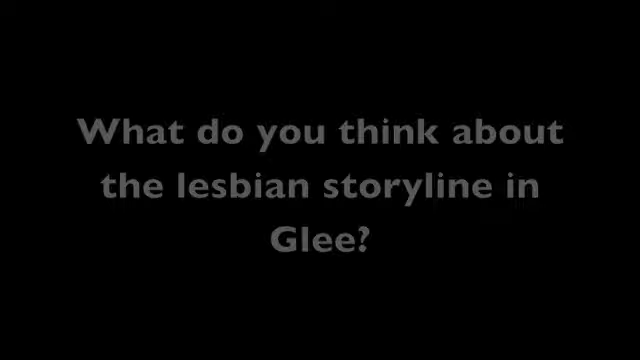 What do you think about
the lesbian storyline in
Glee?